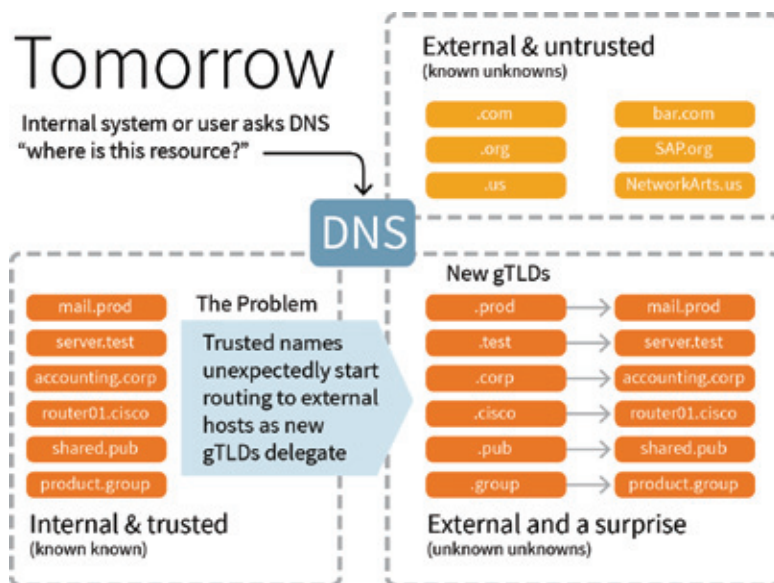 Tomorrow
Internal system or user asks DNS
“where is this resource?”
External & untrusted
(known unknowns)
.com
bar.com
.org
SAP.org
.us
NetworkArts.us
DNS
mail.prod
server.test
accounting.corp
router01.cisco
shared.pub
product.group
Internal & trusted
(known known)
The Problem
Trusted names
unexpectedly start
routing to external
hosts as new
gTLDs delegate
New gTLDs
.prod
mail.prod
.test
server.test
.corp
accounting.corp
.cisco
router01.cisco
.pub
shared.pub
.group
product.group
External and a surprise
(unknown unknowns)